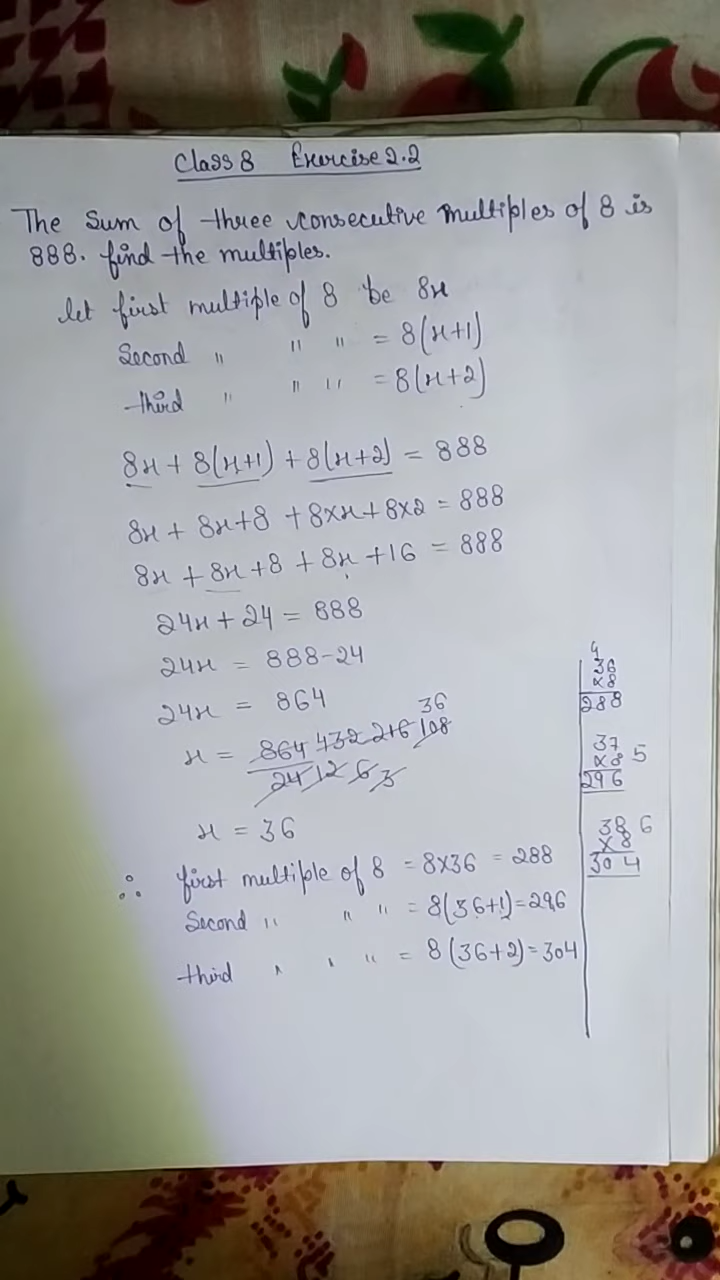 Class 8 Exercise 2.2
The Sum of three consecutive multiples of 8 is
888. find the multiples.
let first multiple of 8 be 8x
Second " " " = 8(x+1)
third " " " = 8(x+2)
8x + 8(x+1) + 8(x+2) = 888
8x + 8x+8 + 8×x+8×2 = 888
8x + 8x +8 + 8x +16 = 888
24x + 24 = 888
24x = 888-24
24x = 864
36
x = 864 432 216 108
24 12 6 3
x = 36
∴ first multiple of 8 = 8×36 = 288
Second " " " = 8(36+1)=296
third " " " = 8(36+2)=304
4
36
×8
288
37
×8 5
296
38 6
×8
304